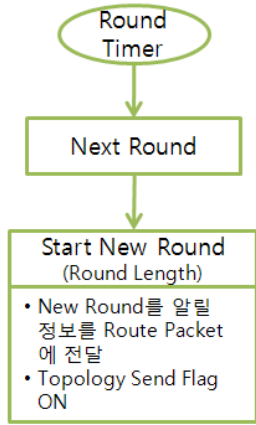 Round
Timer
Next Round
Start New Round
(Round Length)
• New Round를 알릴
정보를 Route Packet
에 전달
• Topology Send Flag
ON